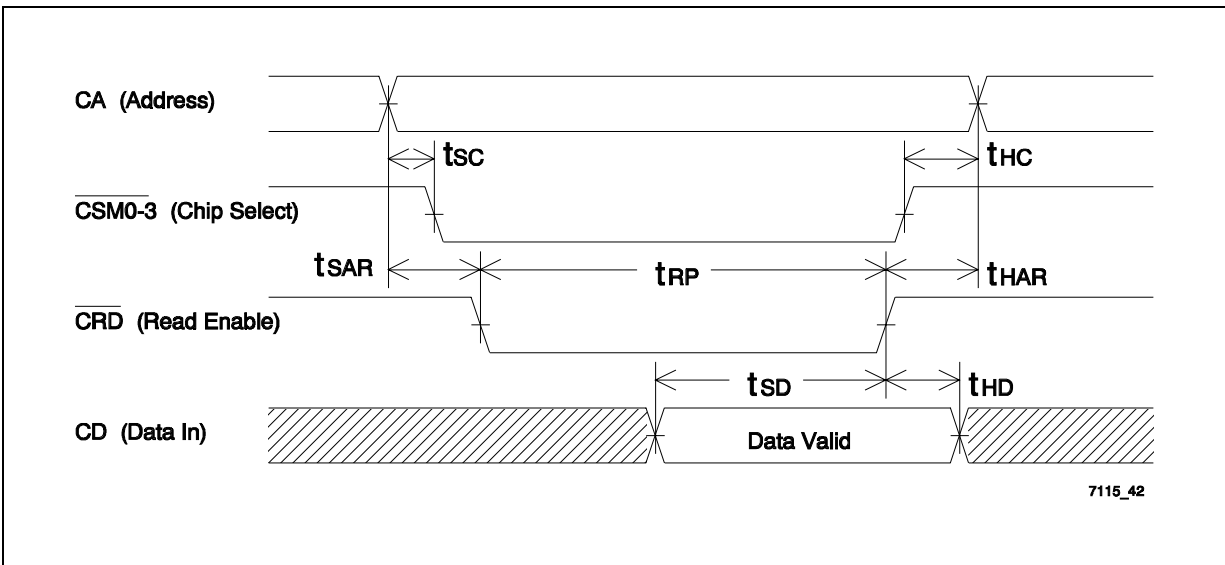 CA (Address)
tSC
tHC
CSM0-3 (Chip Select)
tSAR
tRP
tHAR
CRD (Read Enable)
tSD
tHD
CD (Data In)
Data Valid
7115_42